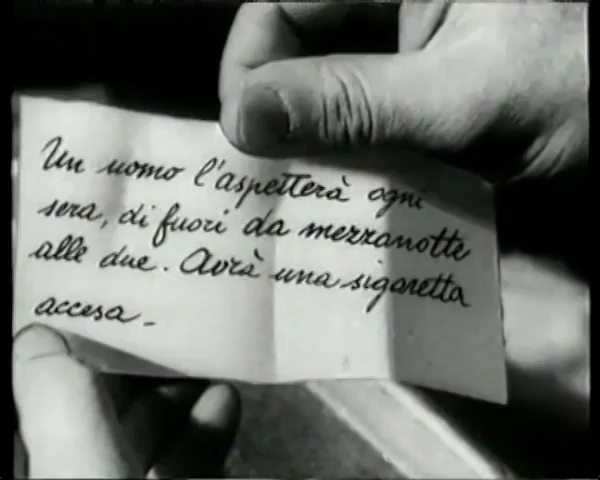 Un uomo l'aspetterà ogni
sera, di fuori da mezzanotte
alle due. Avrà una sigaretta
accesa.-